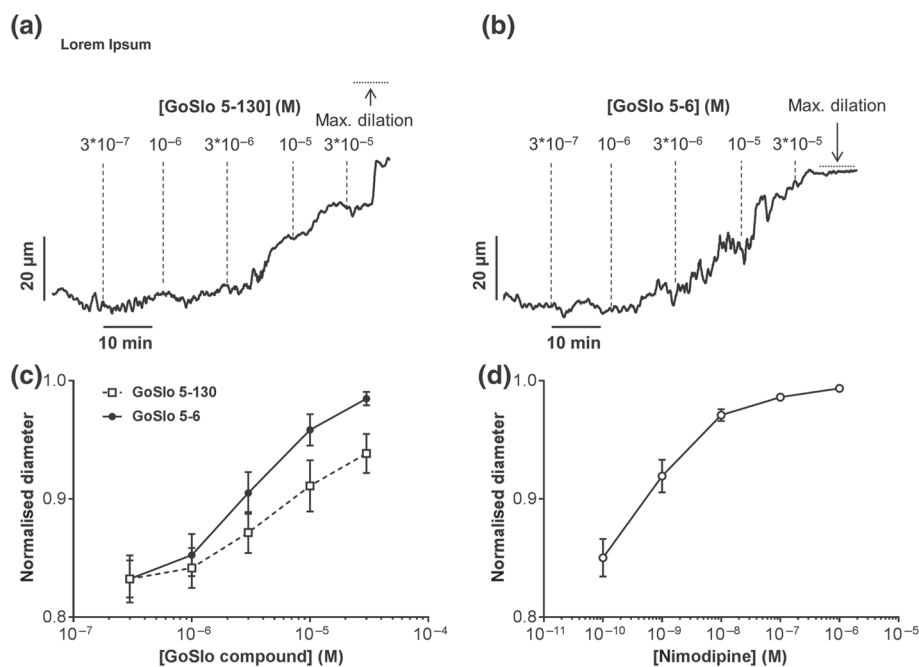 (a)
Lorem Ipsum
[GoSlo 5-130] (M)
Max. dilation
3*10⁻⁷ 10⁻⁶ 3*10⁻⁶ 10⁻⁵ 3*10⁻⁵
20 µm
10 min
(b)
[GoSlo 5-6] (M)
Max. dilation
3*10⁻⁷ 10⁻⁶ 3*10⁻⁶ 10⁻⁵ 3*10⁻⁵
20 µm
10 min
(c)
GoSlo 5-130
GoSlo 5-6
Normalised diameter
1.0
0.9
0.8
10⁻⁷ 10⁻⁶ 10⁻⁵ 10⁻⁴
[GoSlo compound] (M)
(d)
Normalised diameter
1.0
0.9
0.8
10⁻¹¹ 10⁻¹⁰ 10⁻⁹ 10⁻⁸ 10⁻⁷ 10⁻⁶ 10⁻⁵
[Nimodipine] (M)